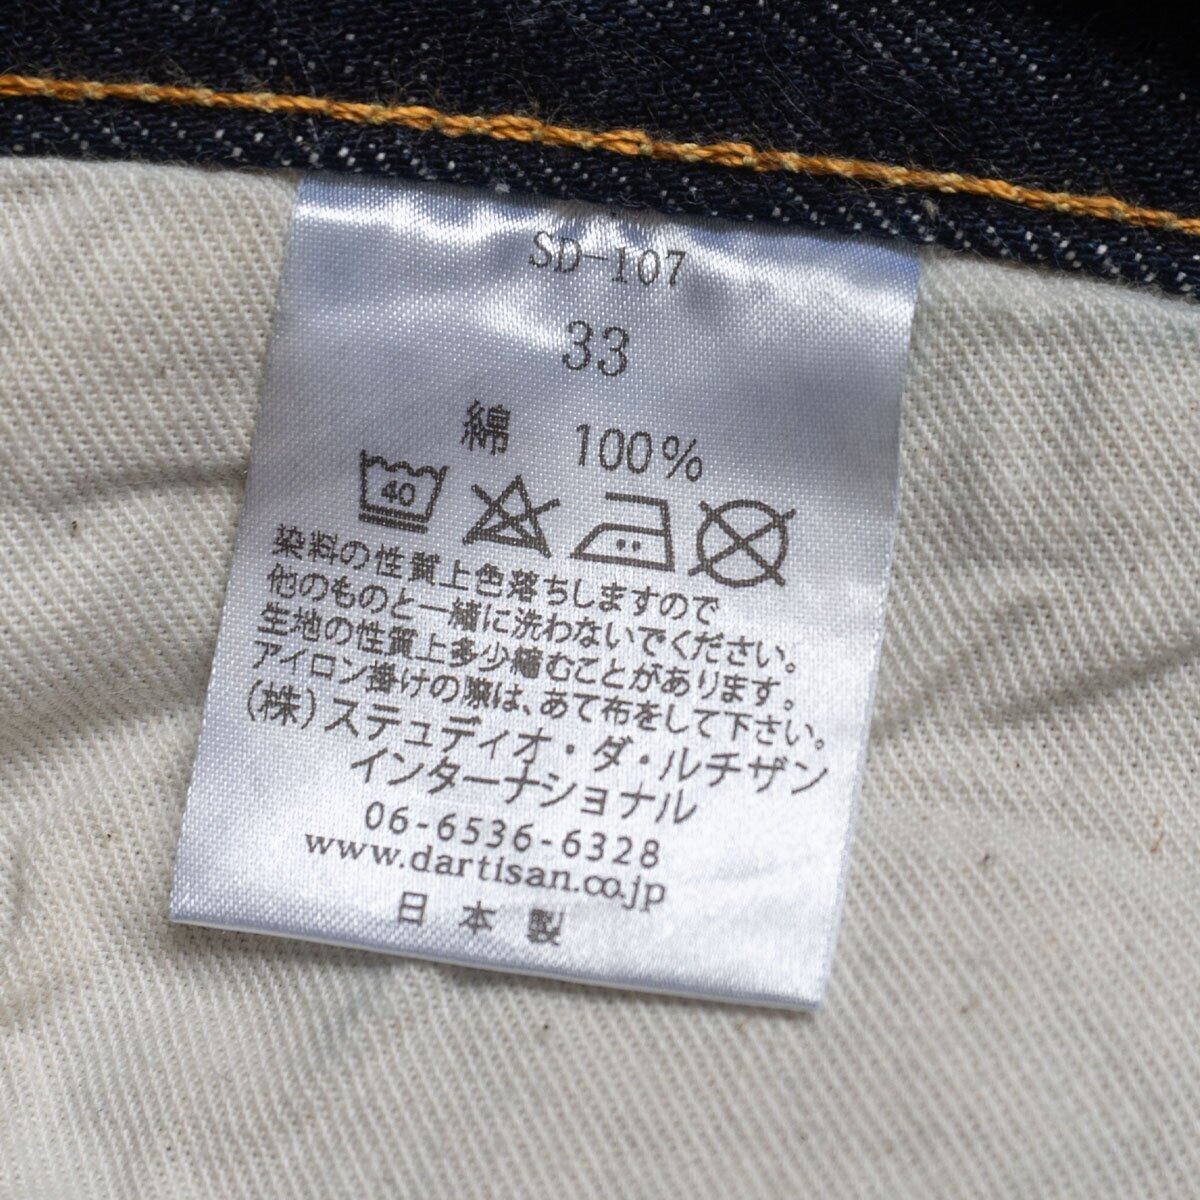 SD-107
33
綿 100%
40
染料の性質上色落ちしますので
他のものと一緒に洗わないでください。
生地の性質上多少縮むことがあります。
アイロン掛けの際は、あて布をして下さい。
(株)ステュディオ・ダ・ルチザン
インターナショナル
06-6536-6328
www.dartisan.co.jp
日本製